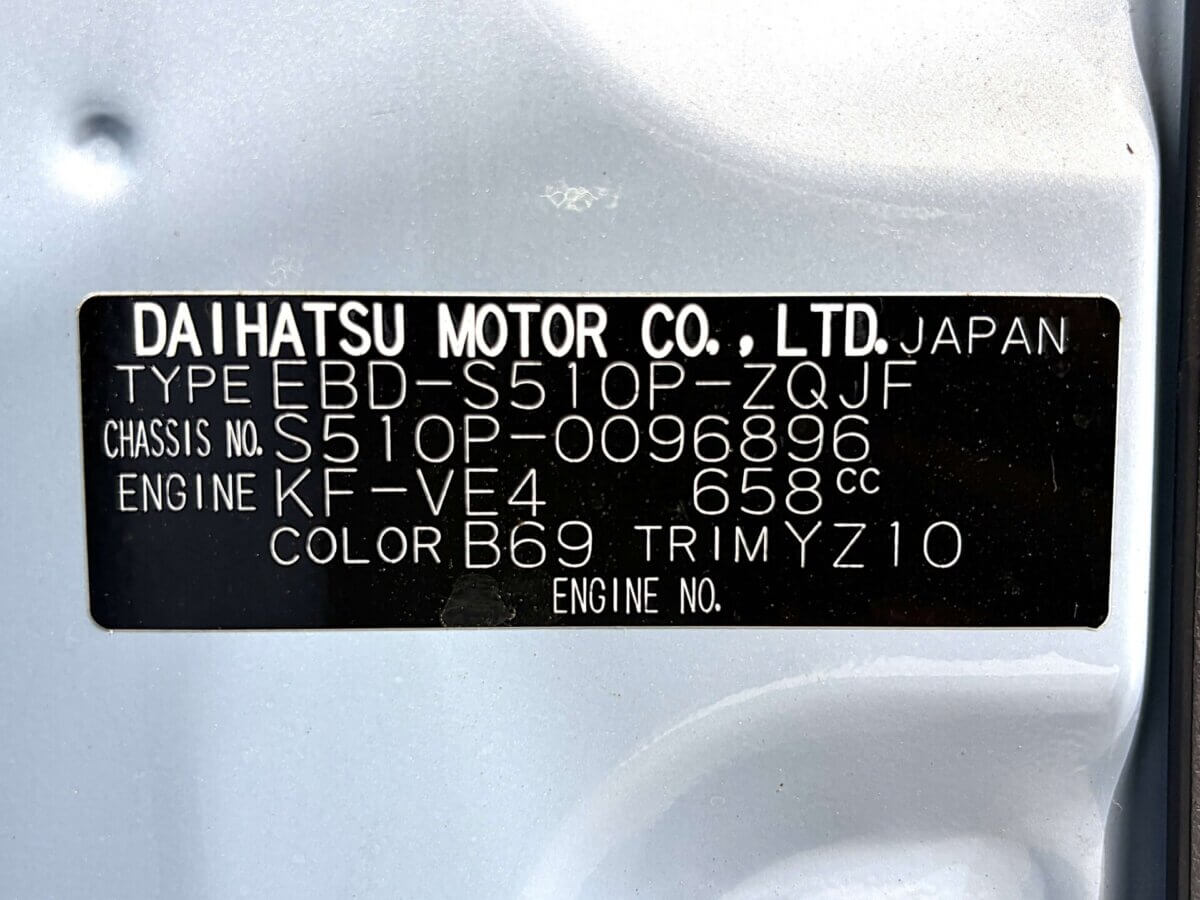 DAIHATSU MOTOR CO., LTD. JAPAN
TYPE EBD-S510P-ZQJF
CHASSIS NO. S510P-0096896
ENGINE KF-VE4 658cc
COLOR B69 TRIM YZ10
ENGINE NO.